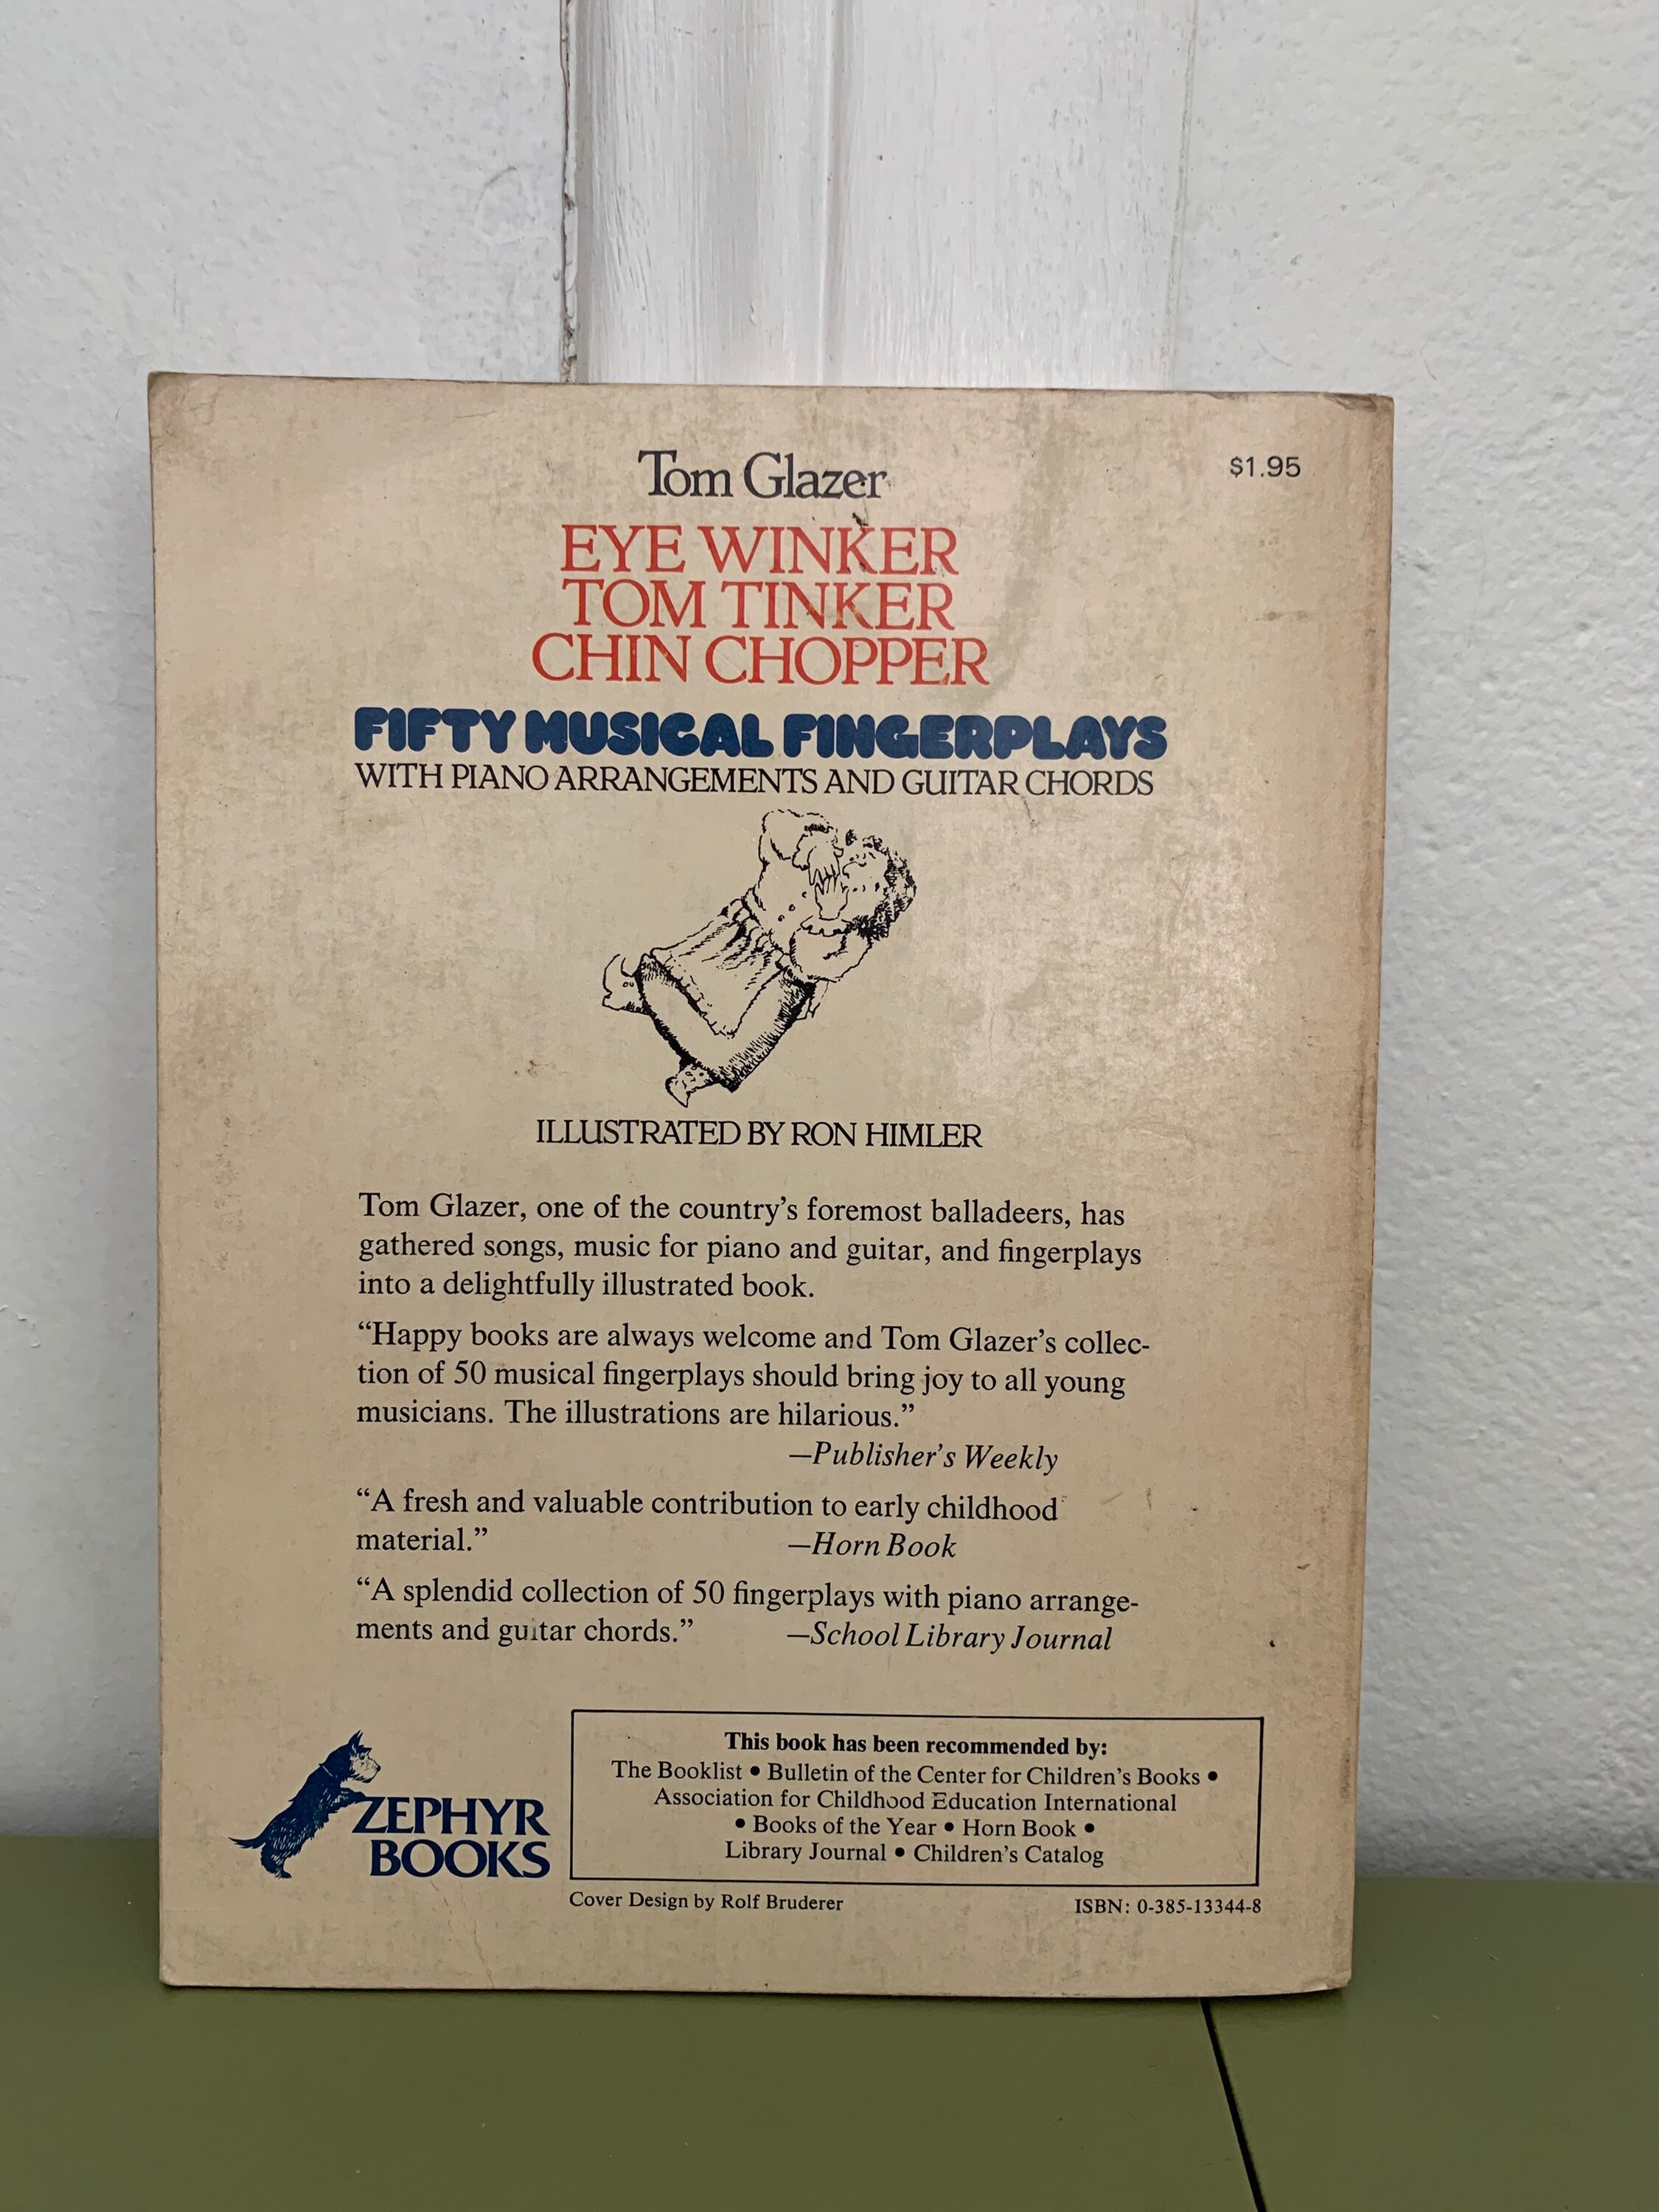 Tom Glazer
$1.95
EYE WINKER
TOM TINKER
CHIN CHOPPER
FIFTY MUSICAL FINGERPLAYS
WITH PIANO ARRANGEMENTS AND GUITAR CHORDS
ILLUSTRATED BY RON HIMLER
Tom Glazer, one of the country's foremost balladeers, has
gathered songs, music for piano and guitar, and fingerplays
into a delightfully illustrated book.
“Happy books are always welcome and Tom Glazer's collec-
tion of 50 musical fingerplays should bring joy to all young
musicians. The illustrations are hilarious.”
—Publisher's Weekly
“A fresh and valuable contribution to early childhood
material.” —Horn Book
“A splendid collection of 50 fingerplays with piano arrange-
ments and guitar chords.” —School Library Journal
ZEPHYR
BOOKS
This book has been recommended by:
The Booklist • Bulletin of the Center for Children's Books •
Association for Childhood Education International
• Books of the Year • Horn Book •
Library Journal • Children's Catalog
Cover Design by Rolf Bruderer
ISBN: 0-385-13344-8